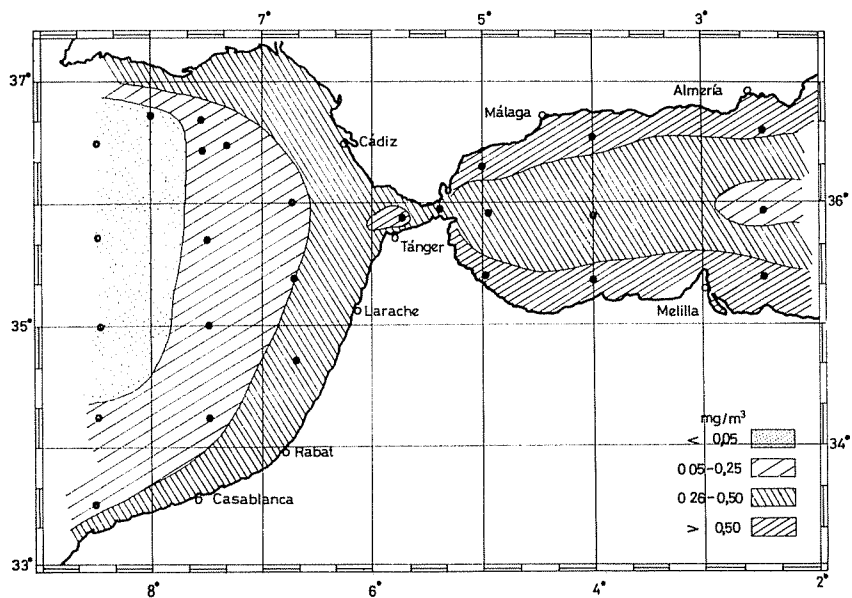 7° 5° 3°
37°
Almería
Málaga
Cádiz
36°
Tánger
Larache
35°
Melilla
mg/m³
< 0,05
0 05-0,25
0 26-0,50
> 0,50
Rabat
34°
Casablanca
33°
8° 6° 4° 2°